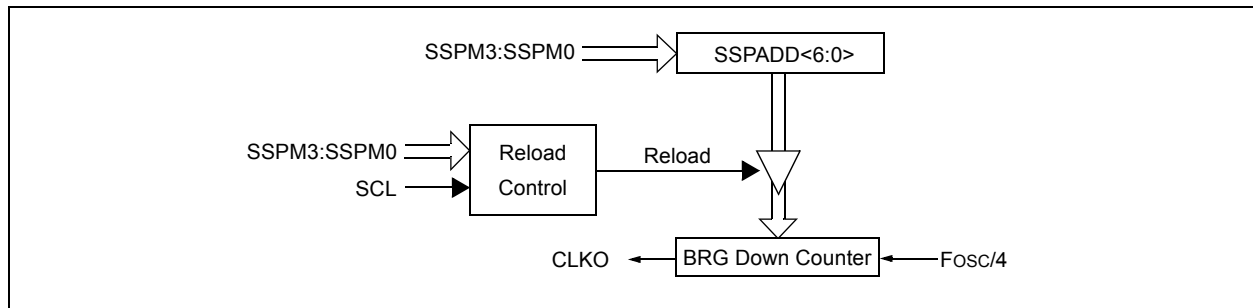 SSPM3:SSPM0
SSPADD<6:0>
SSPM3:SSPM0
SCL
Reload
Control
Reload
CLKO
BRG Down Counter
FOSC/4